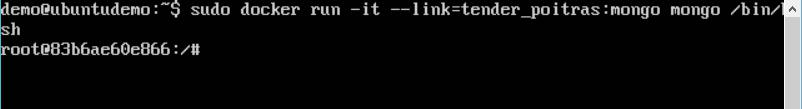 demo@ubuntudemo:~$ sudo docker run -it --link=tender_poitras:mongo mongo /bin/b
sh
root@83b6ae60e866:/#